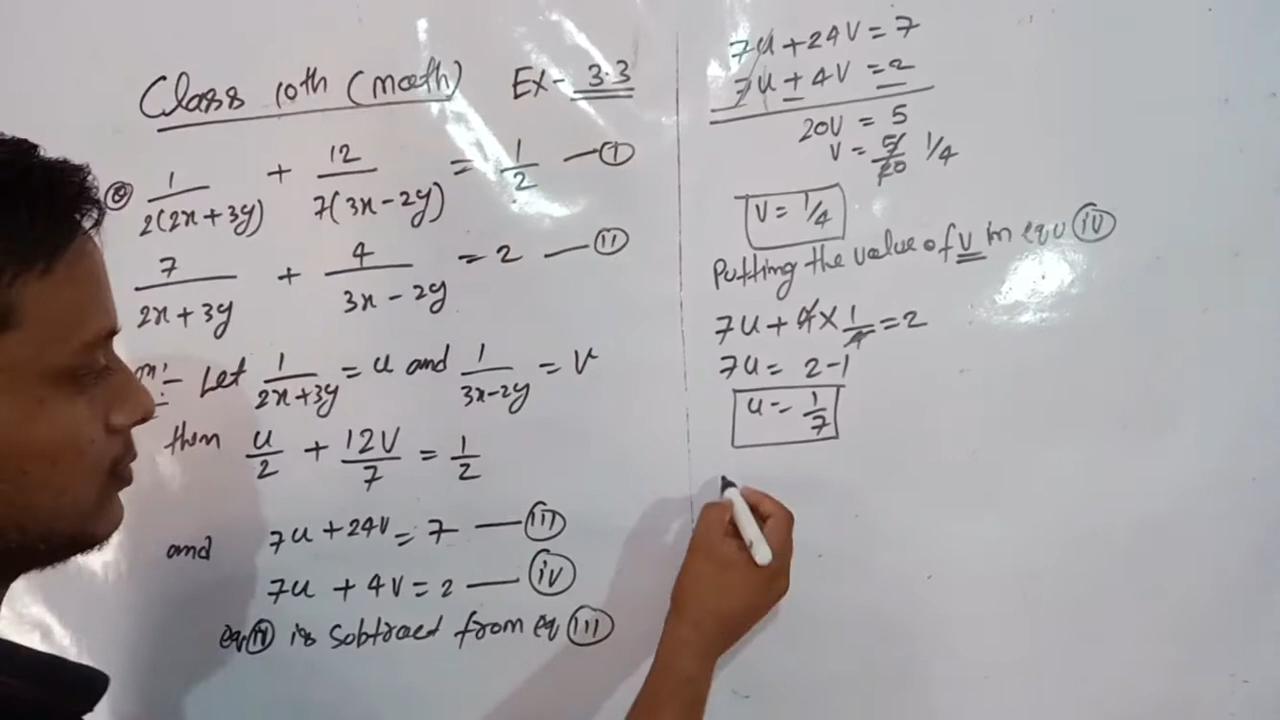 Class 10th (math) Ex- 3.3
Q 1/2(2x+3y) + 12/7(3x-2y) = 1/2 — (I)
7/2x+3y + 4/3x-2y = 2 — (II)
:- Let 1/2x+3y = u and 1/3x-2y = v
then u/2 + 12V/7 = 1/2
and 7u + 24V = 7 — (III)
7u + 4V = 2 — (iv)
eq (iv) is subtract from eq (III)
7u + 24V = 7
7u + 4V = 2
20V = 5
V = 5/20 1/4
V = 1/4
Putting the value of v in equ (iv)
7u + 4 × 1/4 = 2
7u = 2-1
u = 1/7